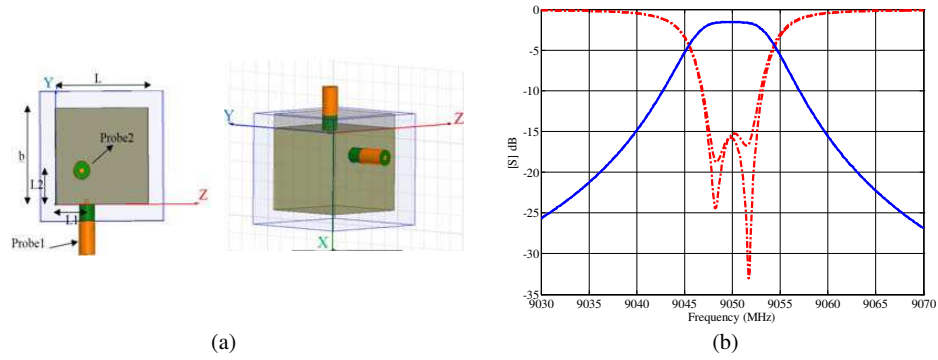 Y
L
Probe2
b
L2
L1
Z
Probe1
Y
Z
X
(a)
0
-5
-10
-15
-20
-25
-30
-35
|S| dB
9030 9035 9040 9045 9050 9055 9060 9065 9070
Frequency (MHz)
(b)